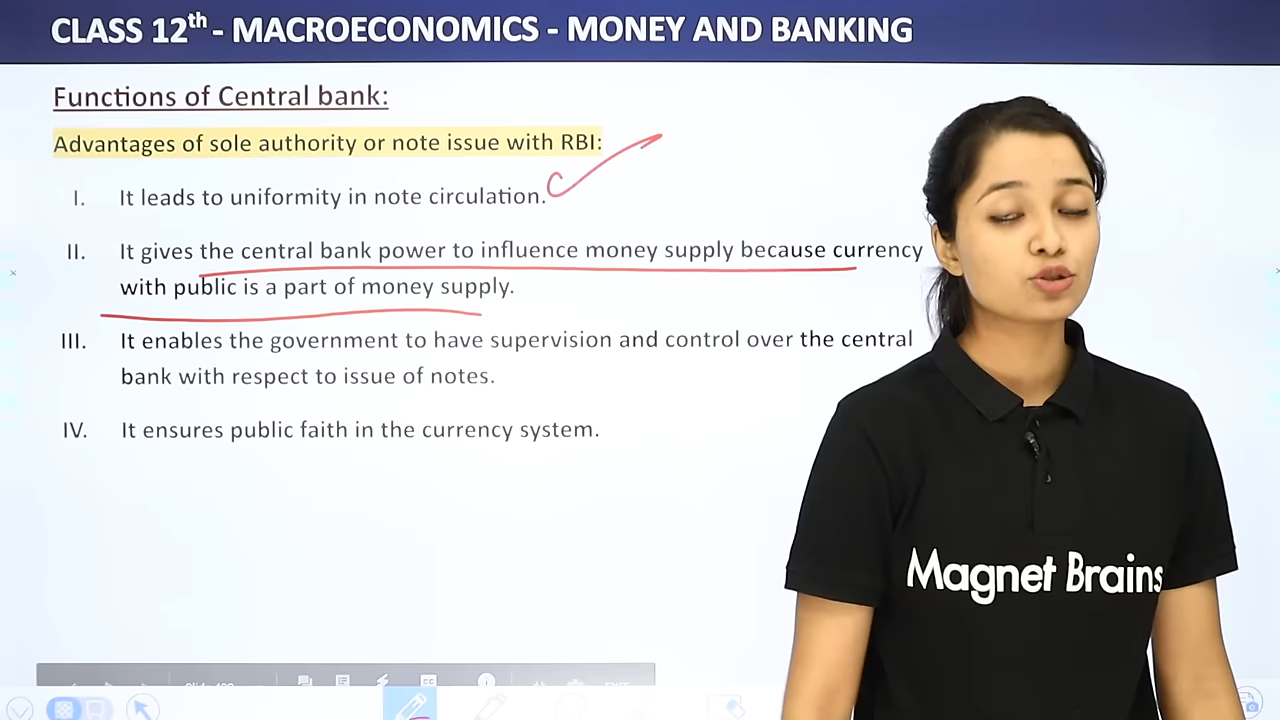 CLASS 12th - MACROECONOMICS - MONEY AND BANKING
Functions of Central bank:
Advantages of sole authority or note issue with RBI:
I. It leads to uniformity in note circulation.
II. It gives the central bank power to influence money supply because currency
with public is a part of money supply.
III. It enables the government to have supervision and control over the central
bank with respect to issue of notes.
IV. It ensures public faith in the currency system.
Magnet Brains